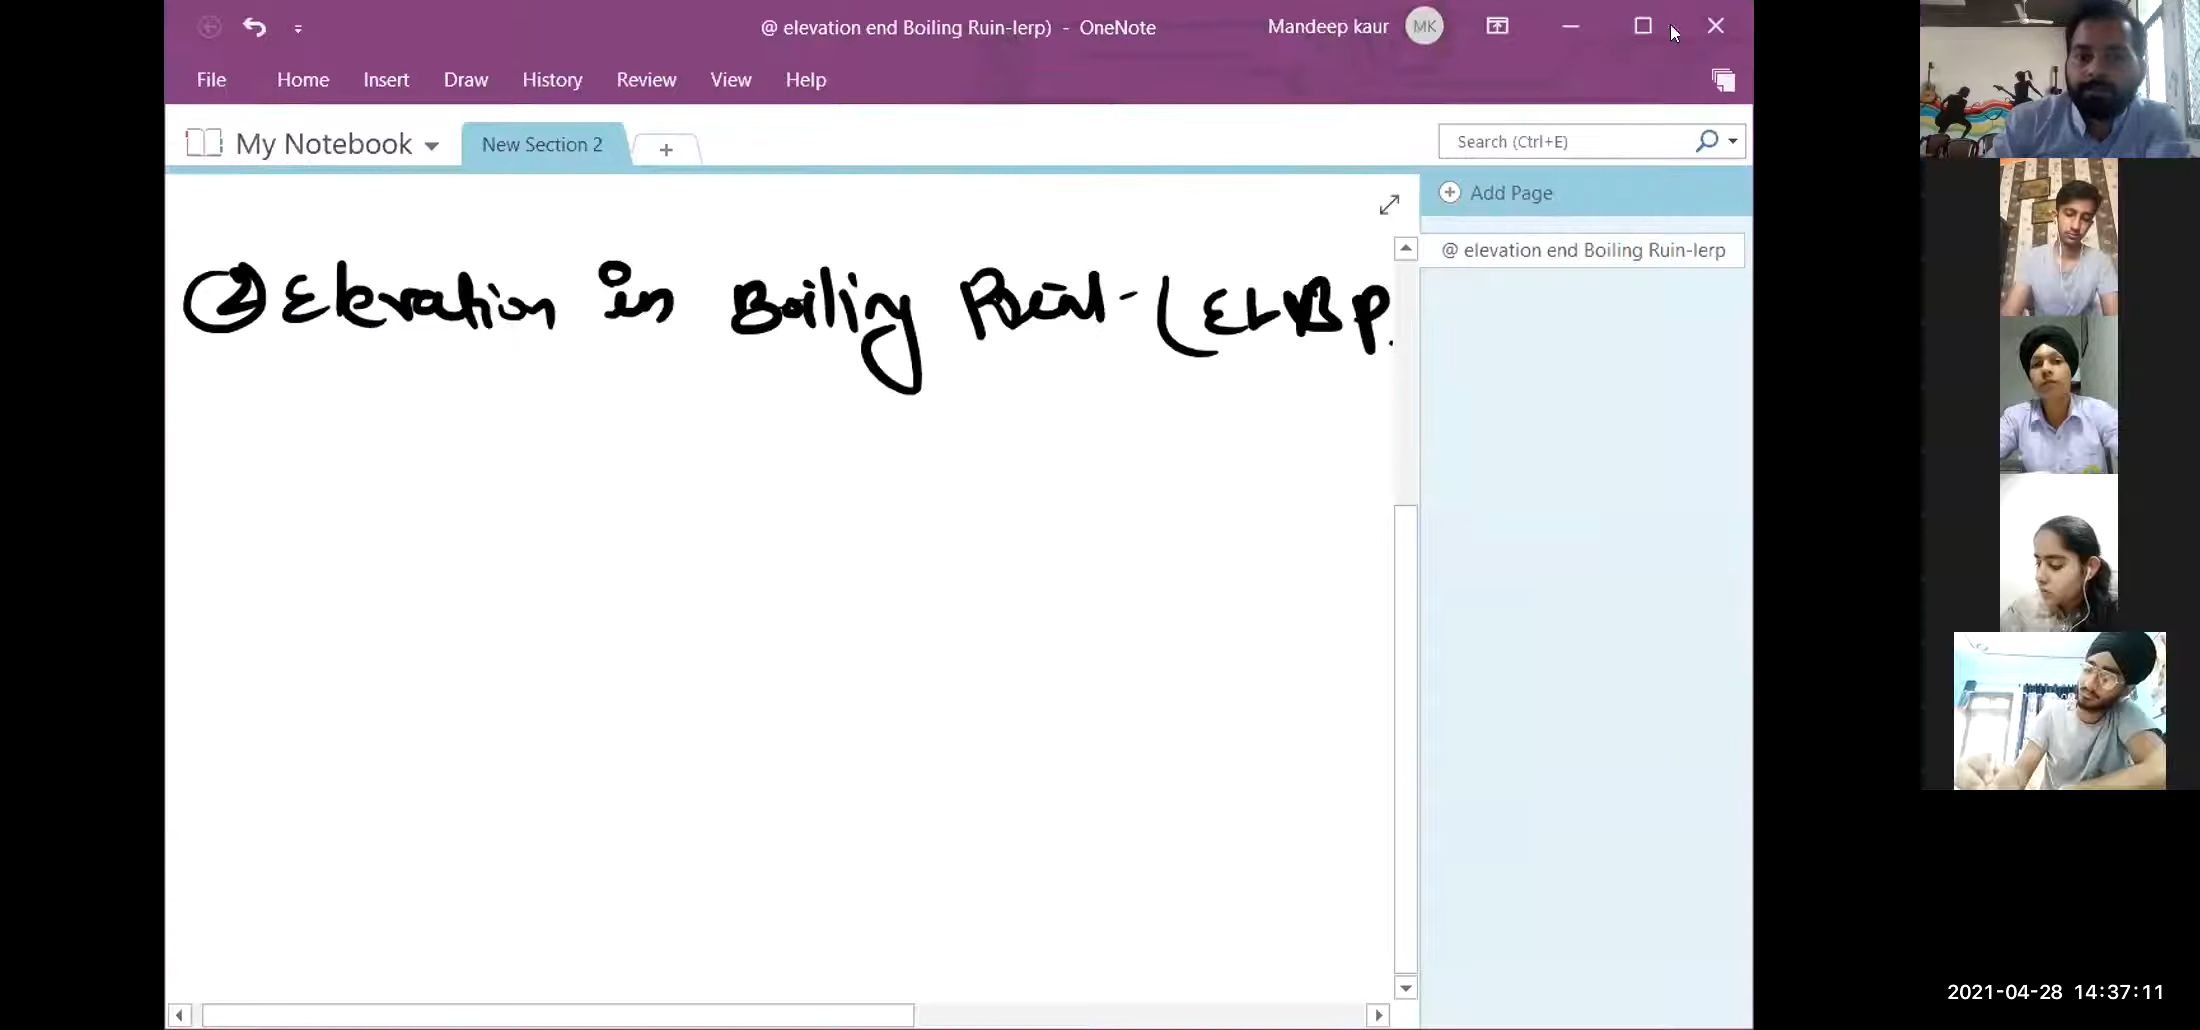 @ elevation end Boiling Ruin-lerp) - OneNote
Mandeep kaur MK
File Home Insert Draw History Review View Help
My Notebook New Section 2 +
Search (Ctrl+E)
Add Page
@ elevation end Boiling Ruin-lerp
② Elevation in Boiling Point - (ELBP.
2021-04-28 14:37:11